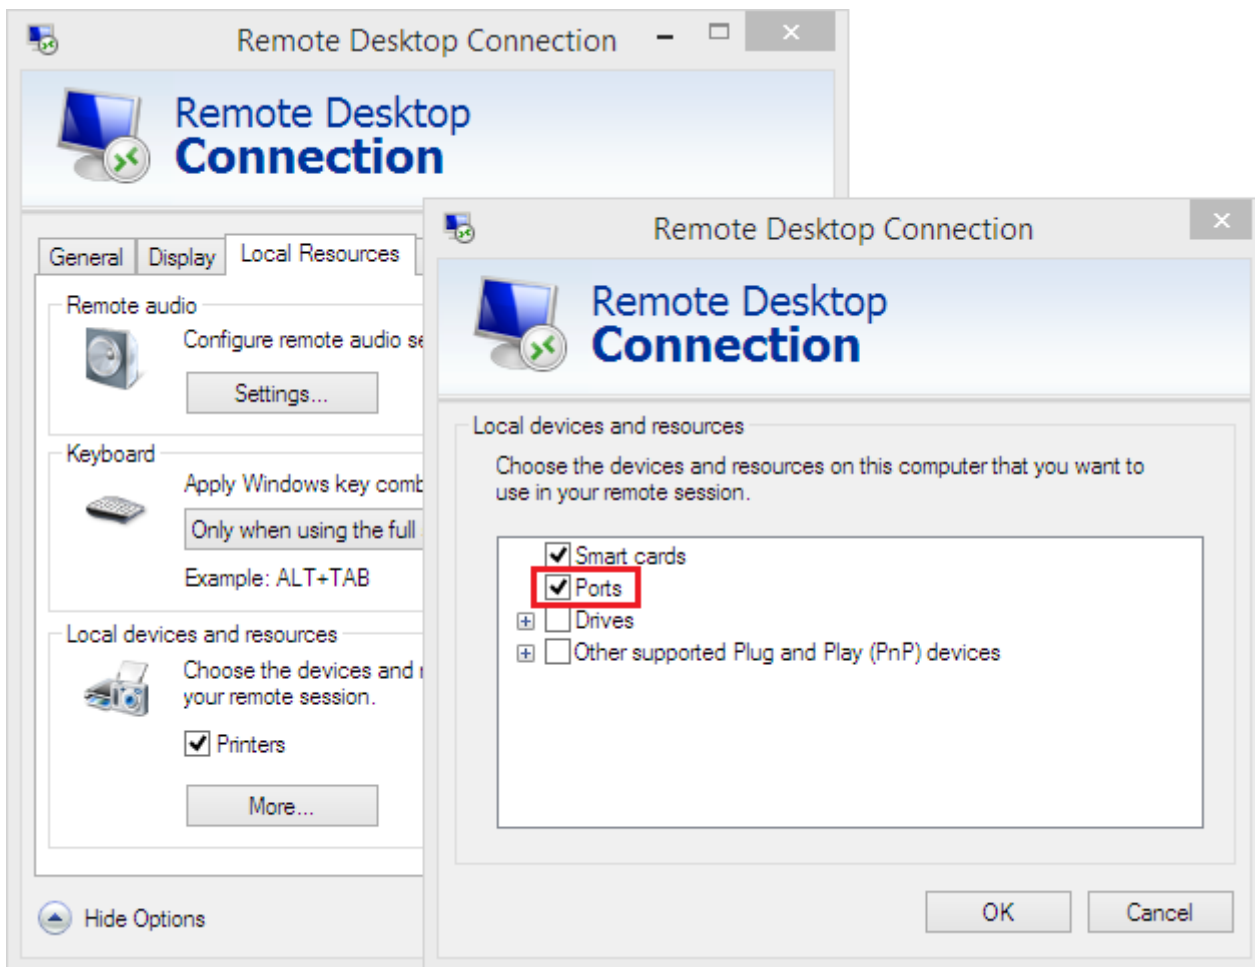 Remote Desktop Connection
Remote Desktop
Connection
General Display Local Resources
Remote audio
Configure remote audio se
Settings...
Keyboard
Apply Windows key comb
Only when using the full
Example: ALT+TAB
Local devices and resources
Choose the devices and r
your remote session.
Printers
More...
Hide Options
Remote Desktop Connection
Remote Desktop
Connection
Local devices and resources
Choose the devices and resources on this computer that you want to
use in your remote session.
Smart cards
Ports
Drives
Other supported Plug and Play (PnP) devices
OK Cancel